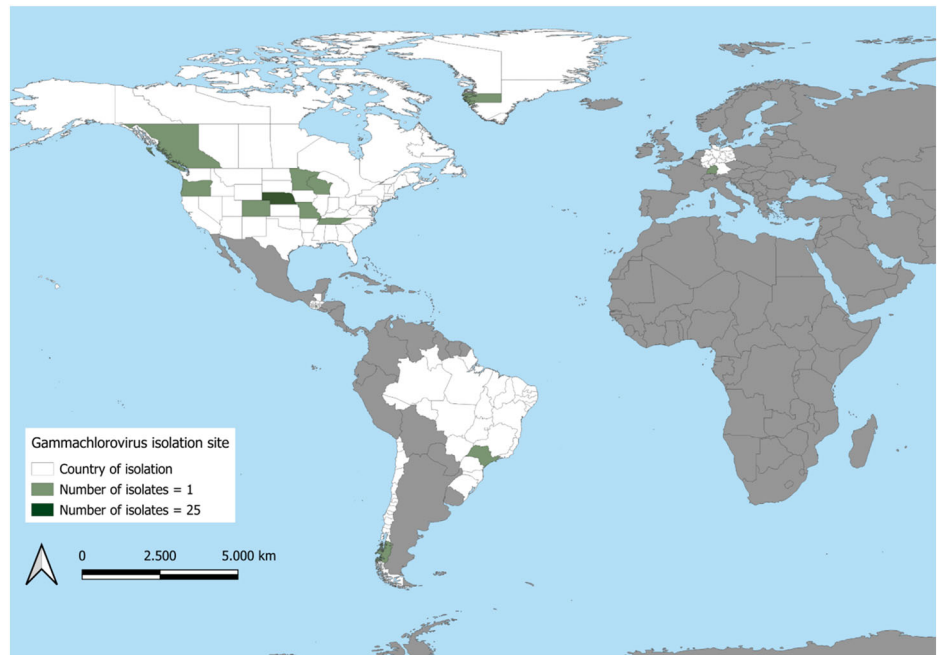 Gammachlorovirus isolation site
Country of isolation
Number of isolates = 1
Number of isolates = 25
0 2.500 5.000 km